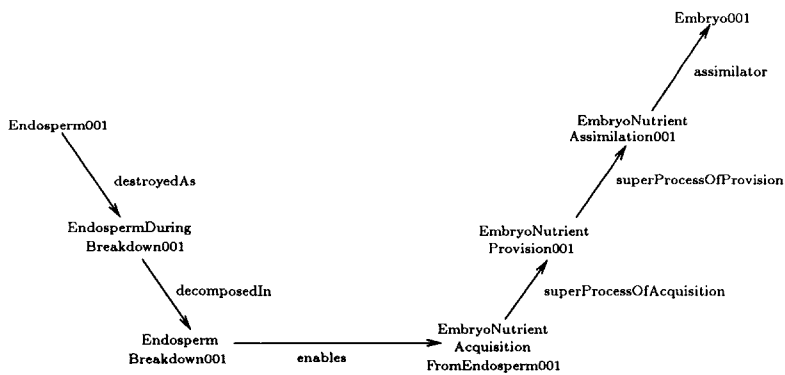 Embryo001
assimilator
Endosperm001
EmbryoNutrient
Assimilation001
destroyedAs
superProcessOfProvision
EndospermDuring
Breakdown001
EmbryoNutrient
Provision001
decomposedIn
superProcessOfAcquisition
Endosperm
Breakdown001
enables
EmbryoNutrient
Acquisition
FromEndosperm001